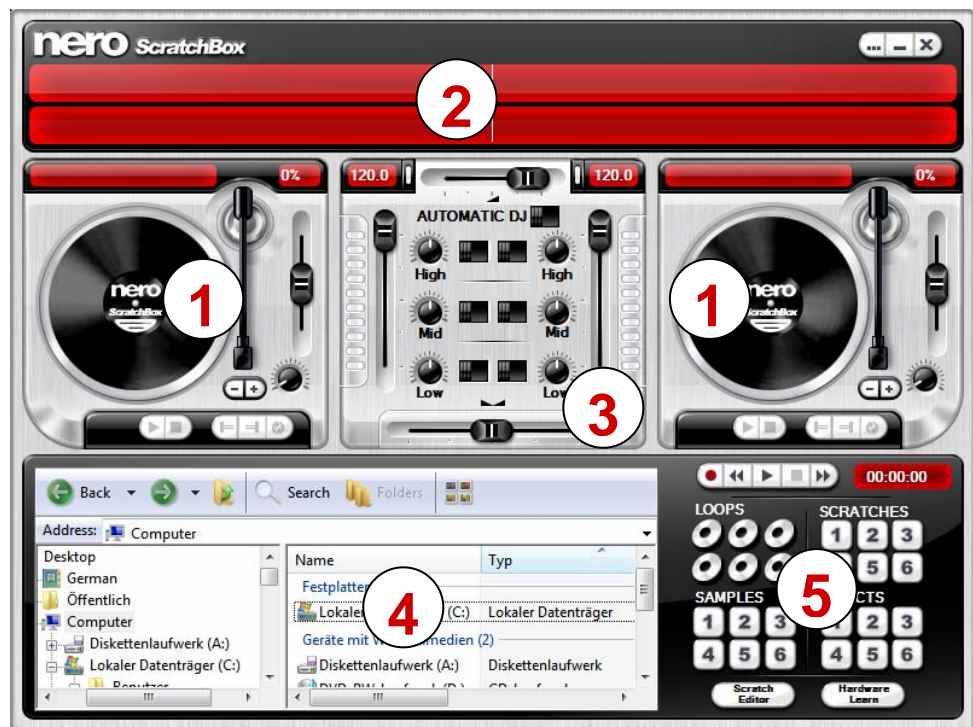 nero ScratchBox
...
2
0%
120.0
120.0
0%
AUTOMATIC DJ
High
High
nero
ScratchBox
1
1
nero
ScratchBox
Mid
Mid
Low
Low
3
Back
Search
Folders
Address: Computer
Desktop
German
Öffentlich
Computer
Diskettenlaufwerk (A:)
Lokaler Datenträger (C:)
Name
Typ
Festplatten
(C:)
Lokaler Datenträger
4
Geräte mit
(2)
Diskettenlaufwerk (A:)
Diskettenlaufwerk
00:00:00
LOOPS
SCRATCHES
1 2 3
5 6
5
SAMPLES
1 2 3
4 5 6
1 2 3
4 5 6
Scratch Editor
Hardware Learn